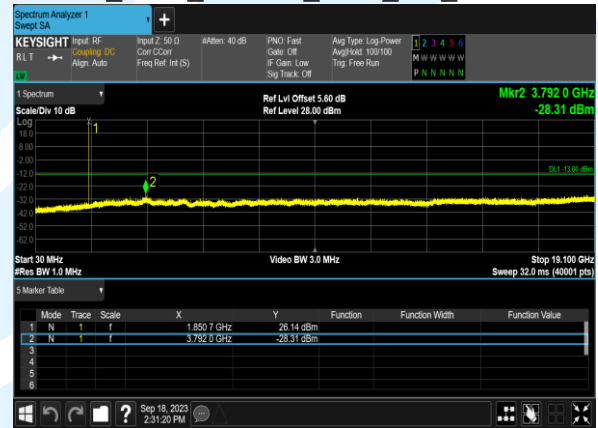 Spectrum Analyzer 1
Swept SA
+
KEYSIGHT Input: RF Input Z: 50 Ω #Atten: 40 dB PNO: Fast Avg Type: Log-Power 1 2 3 4 5 6
RLT Coupling: DC Corr CCorr Gate: Off Avg|Hold: 100/100 M W W W W W
Align: Auto Freq Ref: Int (S) IF Gain: Low Trig: Free Run P N N N N N
Sig Track: Off
LW
1 Spectrum Ref Lvl Offset 5.60 dB Mkr2 3.792 0 GHz
Scale/Div 10 dB Ref Level 28.00 dBm -28.31 dBm
Log
1
18.0
8.00
-2.00
-12.0 DL1 -13.00 dBm
2
-22.0
-32.0
-42.0
-52.0
-62.0
Start 30 MHz Video BW 3.0 MHz Stop 19.100 GHz
#Res BW 1.0 MHz Sweep 32.0 ms (40001 pts)
5 Marker Table
Mode Trace Scale X Y Function Function Width Function Value
1 N 1 f 1.850 7 GHz 26.14 dBm
2 N 1 f 3.792 0 GHz -28.31 dBm
3
4
5
6
? Sep 18, 2023
2:31:20 PM